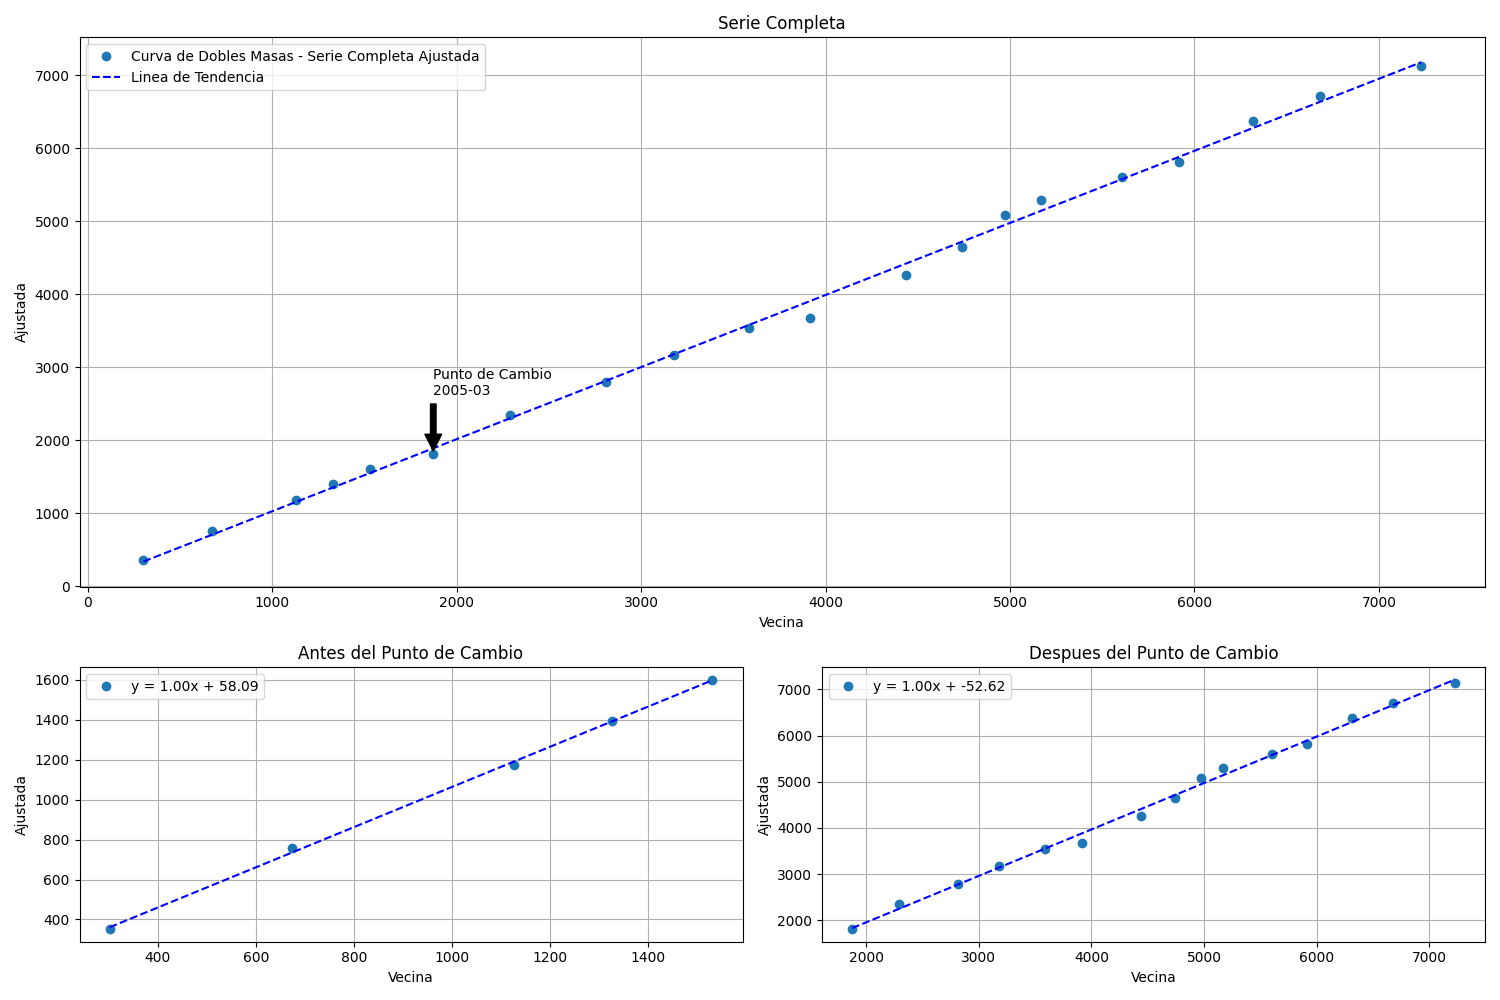 Serie Completa
Curva de Dobles Masas - Serie Completa Ajustada
Linea de Tendencia
7000
6000
5000
4000
3000
2000
1000
0
Ajustada
Punto de Cambio
2005-03
0 1000 2000 3000 4000 5000 6000 7000
Vecina
Antes del Punto de Cambio
y = 1.00x + 58.09
1600
1400
1200
1000
800
600
400
Ajustada
400 600 800 1000 1200 1400
Vecina
Despues del Punto de Cambio
y = 1.00x + -52.62
7000
6000
5000
4000
3000
2000
Ajustada
2000 3000 4000 5000 6000 7000
Vecina